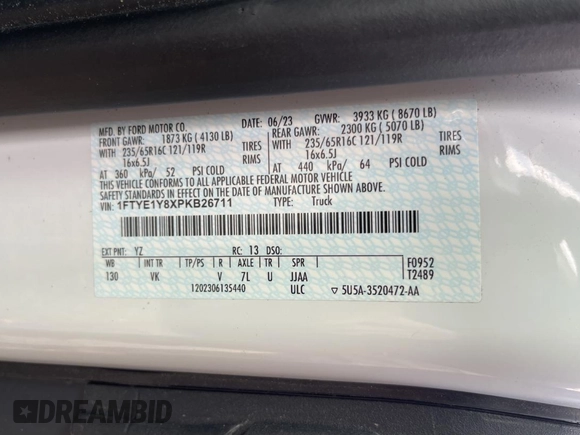 MFD. BY FORD MOTOR CO.
DATE: 06/23 GVWR: 3933 KG ( 8670 LB)
FRONT GAWR: 1873 KG ( 4130 LB)
REAR GAWR: 2300 KG ( 5070 LB)
WITH 235/65R16C 121/119R TIRES
235/65R16C 121/119R TIRES
16x6.5J RIMS
WITH 16x6.5J RIMS
AT 360 kPa/ 52 PSI COLD
AT 440 kPa/ 64 PSI COLD
THIS VEHICLE CONFORMS TO ALL APPLICABLE FEDERAL MOTOR VEHICLE
SAFETY STANDARDS IN EFFECT ON THE DATE OF MANUFACTURE SHOWN ABOVE.
VIN: 1FTYE1Y8XPKB26711 TYPE: Truck
EXT PNT: YZ RC: 13 DSO:
WB INT TR TP/PS R AXLE TR SPR F0952
130 VK V 7L U JJAA T2489
1202306135440 ULC ▽ 5U5A-3520472-AA
DREAMBID